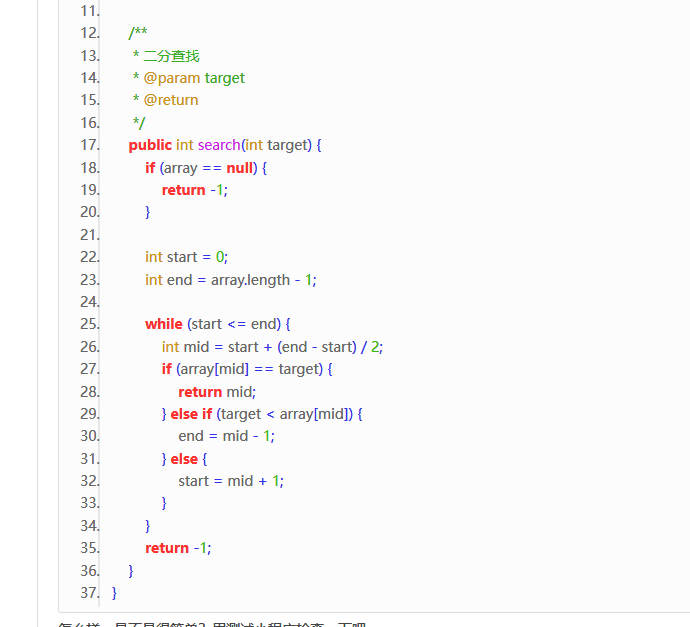 11.
12. /**
13. * 二分查找
14. * @param target
15. * @return
16. */
17. public int search(int target) {
18. if (array == null) {
19. return -1;
20. }
21.
22. int start = 0;
23. int end = array.length - 1;
24.
25. while (start <= end) {
26. int mid = start + (end - start) / 2;
27. if (array[mid] == target) {
28. return mid;
29. } else if (target < array[mid]) {
30. end = mid - 1;
31. } else {
32. start = mid + 1;
33. }
34. }
35. return -1;
36. }
37. }